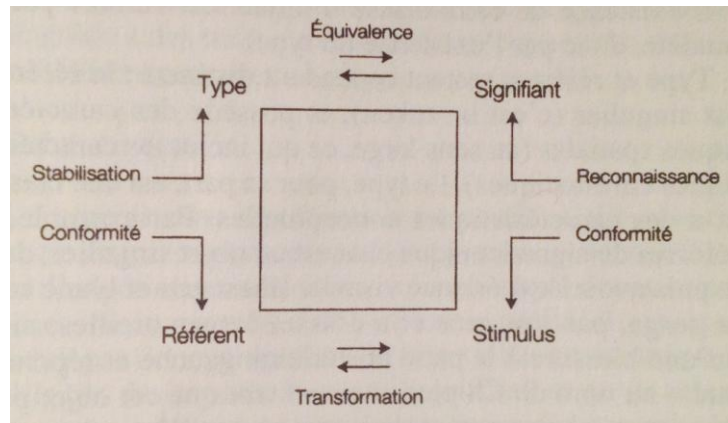 Équivalence
Type
Signifiant
Stabilisation
Reconnaissance
Conformité
Conformité
Référent
Stimulus
Transformation